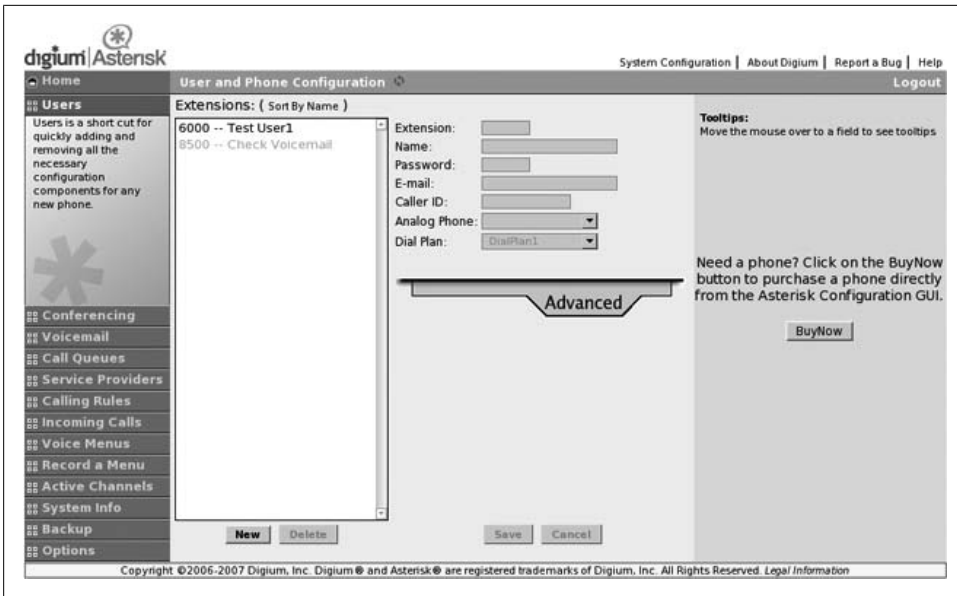 digium Asterisk
System Configuration | About Digium | Report a Bug | Help
Home
User and Phone Configuration
Logout
Users
Users is a short cut for
quickly adding and
removing all the
necessary
configuration
components for any
new phone.
Conferencing
Voicemail
Call Queues
Service Providers
Calling Rules
Incoming Calls
Voice Menus
Record a Menu
Active Channels
System Info
Backup
Options
Extensions: ( Sort By Name )
6000 -- Test User1
8500 -- Check Voicemail
New
Delete
Extension:
Name:
Password:
E-mail:
Caller ID:
Analog Phone:
Dial Plan:
DialPlan1
Advanced
Save
Cancel
Tooltips:
Move the mouse over to a field to see tooltips
Need a phone? Click on the BuyNow
button to purchase a phone directly
from the Asterisk Configuration GUI.
BuyNow
Copyright ©2006-2007 Digium, Inc. Digium® and Asterisk® are registered trademarks of Digium, Inc. All Rights Reserved. Legal Information